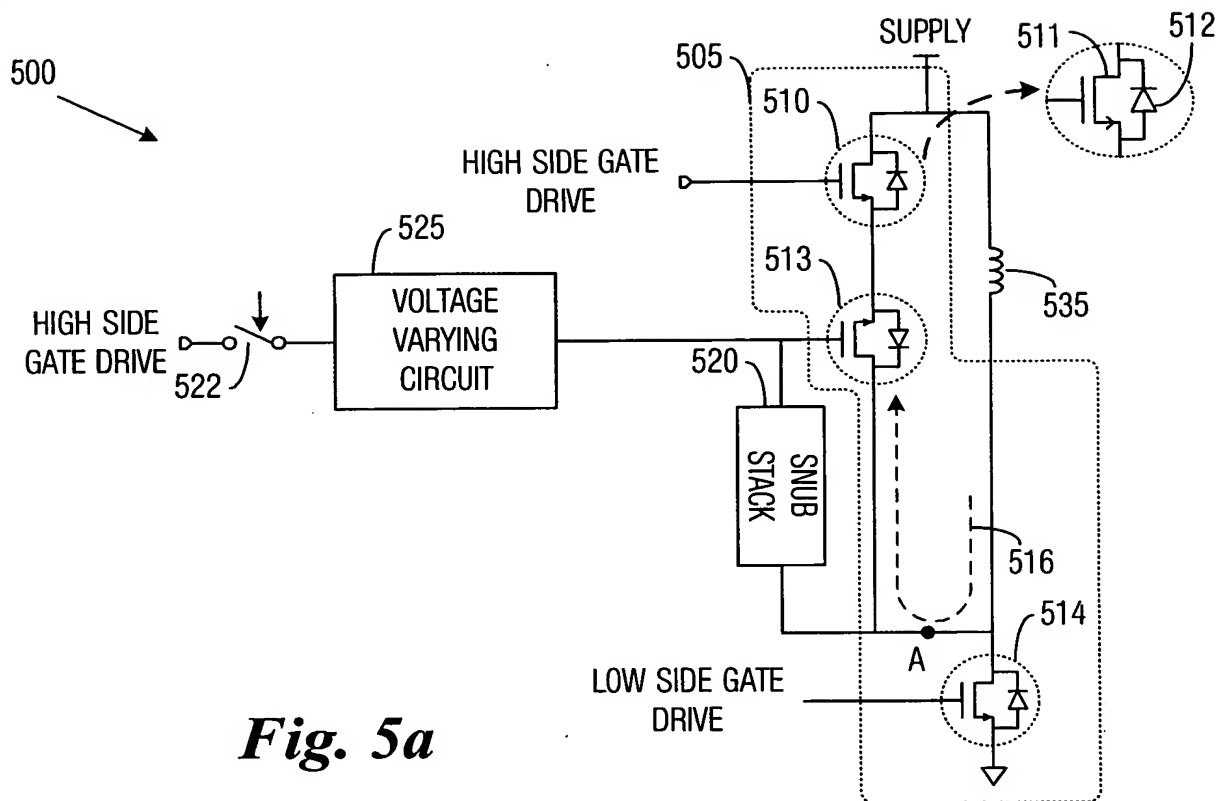 500
505
SUPPLY
511
512
510
HIGH SIDE GATE
DRIVE
525
513
535
HIGH SIDE
GATE DRIVE
522
VOLTAGE
VARYING
CIRCUIT
520
SNUB
STACK
516
514
A
LOW SIDE GATE
DRIVE
Fig. 5a